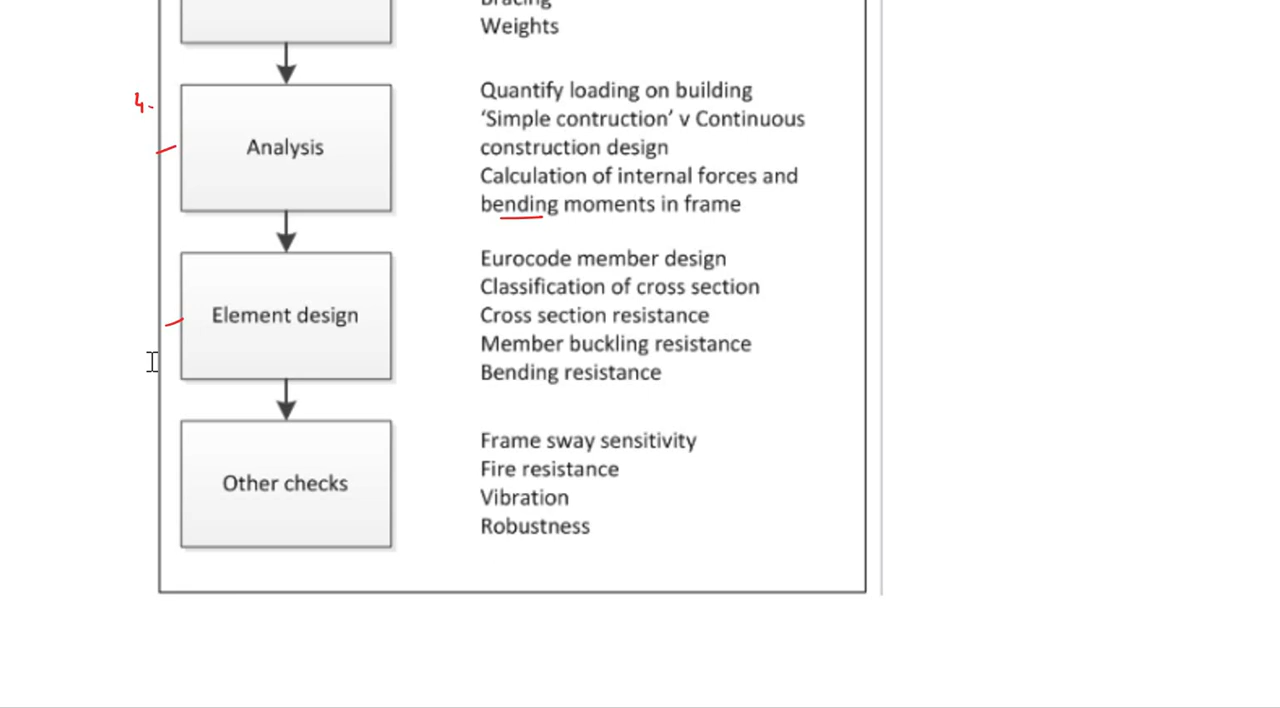 Weights
4.
Analysis
Quantify loading on building
‘Simple contruction’ v Continuous
construction design
Calculation of internal forces and
bending moments in frame
Element design
Eurocode member design
Classification of cross section
Cross section resistance
Member buckling resistance
Bending resistance
Other checks
Frame sway sensitivity
Fire resistance
Vibration
Robustness